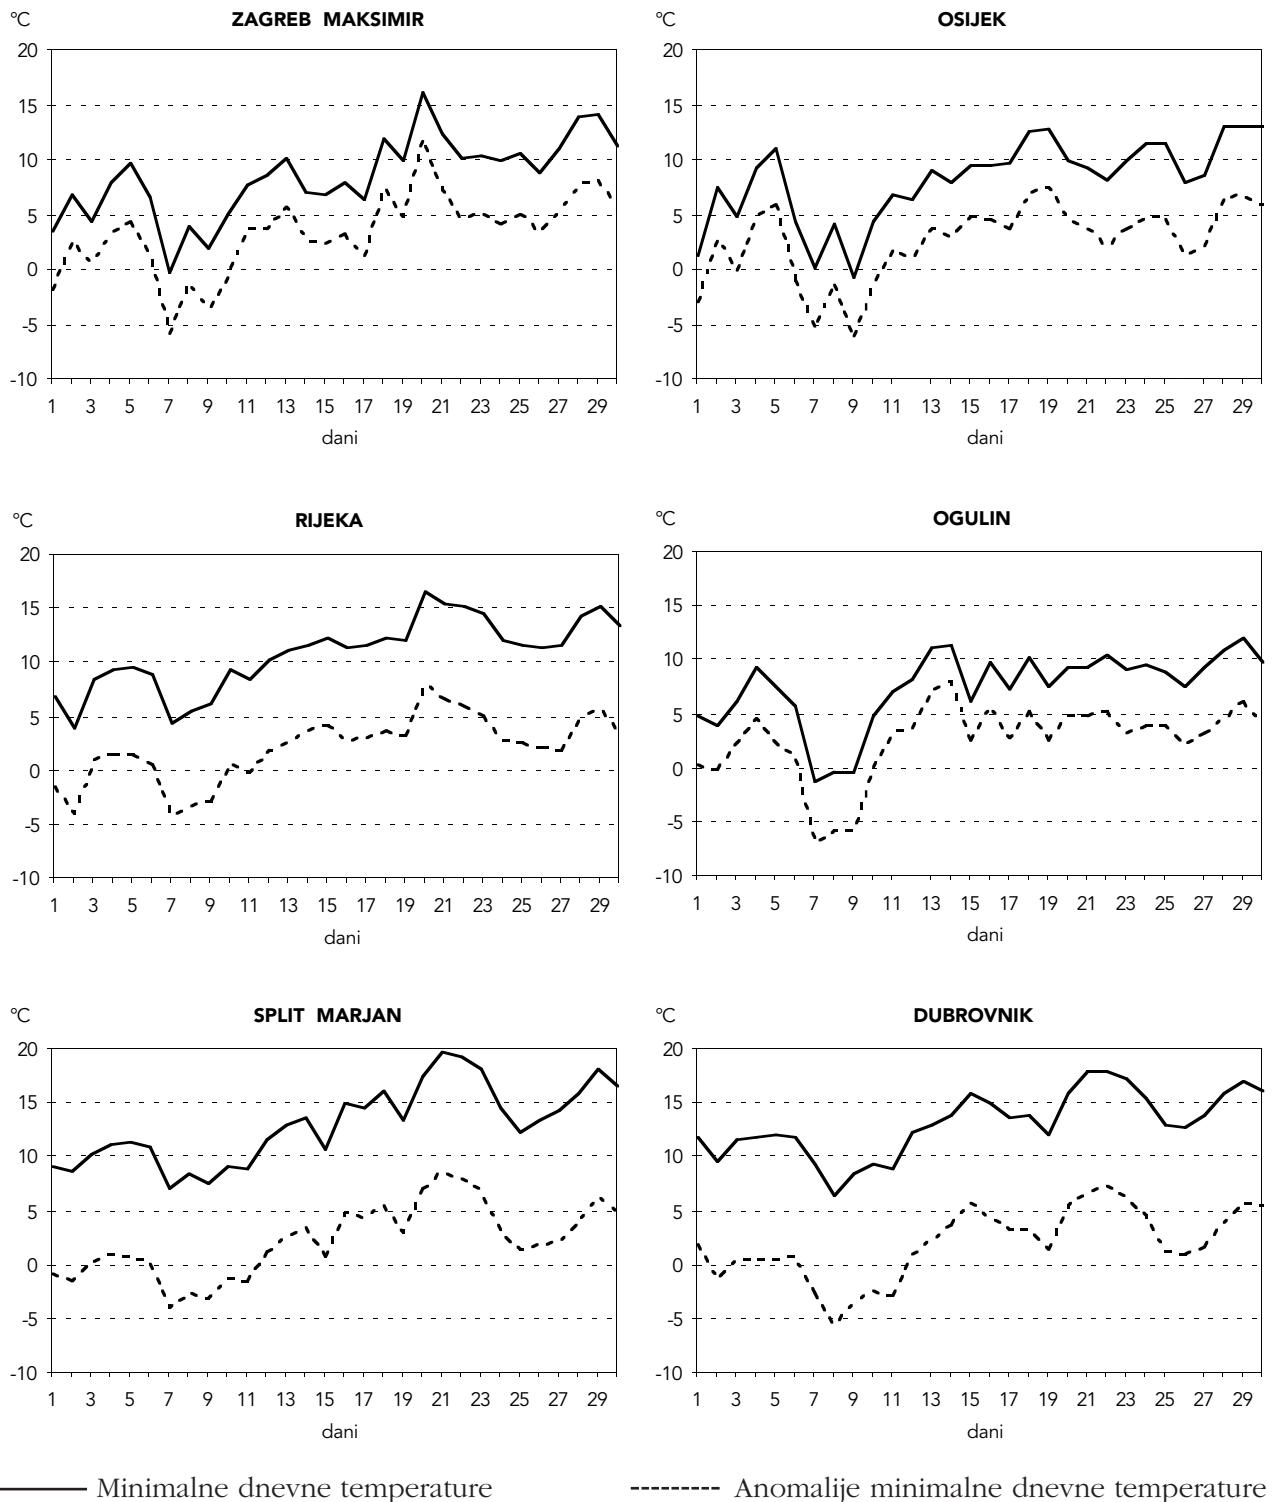 °C ZAGREB MAKSIMIR
20
15
10
5
0
-5
-10
1 3 5 7 9 11 13 15 17 19 21 23 25 27 29
dani
°C OSIJEK
20
15
10
5
0
-5
-10
1 3 5 7 9 11 13 15 17 19 21 23 25 27 29
dani
°C RIJEKA
20
15
10
5
0
-5
-10
1 3 5 7 9 11 13 15 17 19 21 23 25 27 29
dani
°C OGULIN
20
15
10
5
0
-5
-10
1 3 5 7 9 11 13 15 17 19 21 23 25 27 29
dani
°C SPLIT MARJAN
20
15
10
5
0
-5
-10
1 3 5 7 9 11 13 15 17 19 21 23 25 27 29
dani
°C DUBROVNIK
20
15
10
5
0
-5
-10
1 3 5 7 9 11 13 15 17 19 21 23 25 27 29
dani
Minimalne dnevne temperature
Anomalije minimalne dnevne temperature